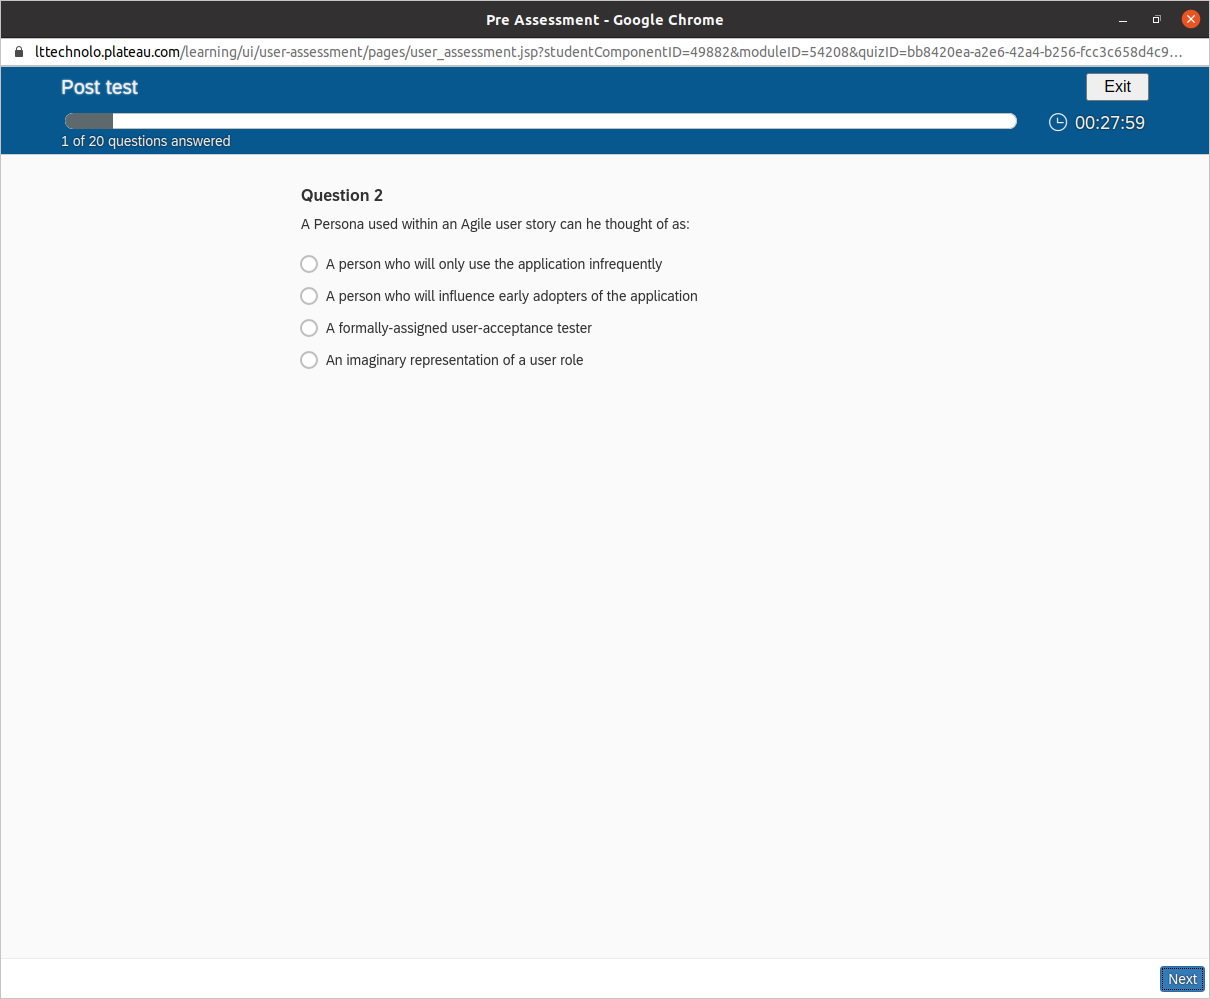 Pre Assessment - Google Chrome
lttechnolo.plateau.com/learning/ui/user-assessment/pages/user_assessment.jsp?studentComponentID=49882&moduleID=54208&quizID=bb8420ea-a2e6-42a4-b256-fcc3c658d4c9...
Post test
Exit
00:27:59
1 of 20 questions answered
Question 2
A Persona used within an Agile user story can he thought of as:
A person who will only use the application infrequently
A person who will influence early adopters of the application
A formally-assigned user-acceptance tester
An imaginary representation of a user role
Next